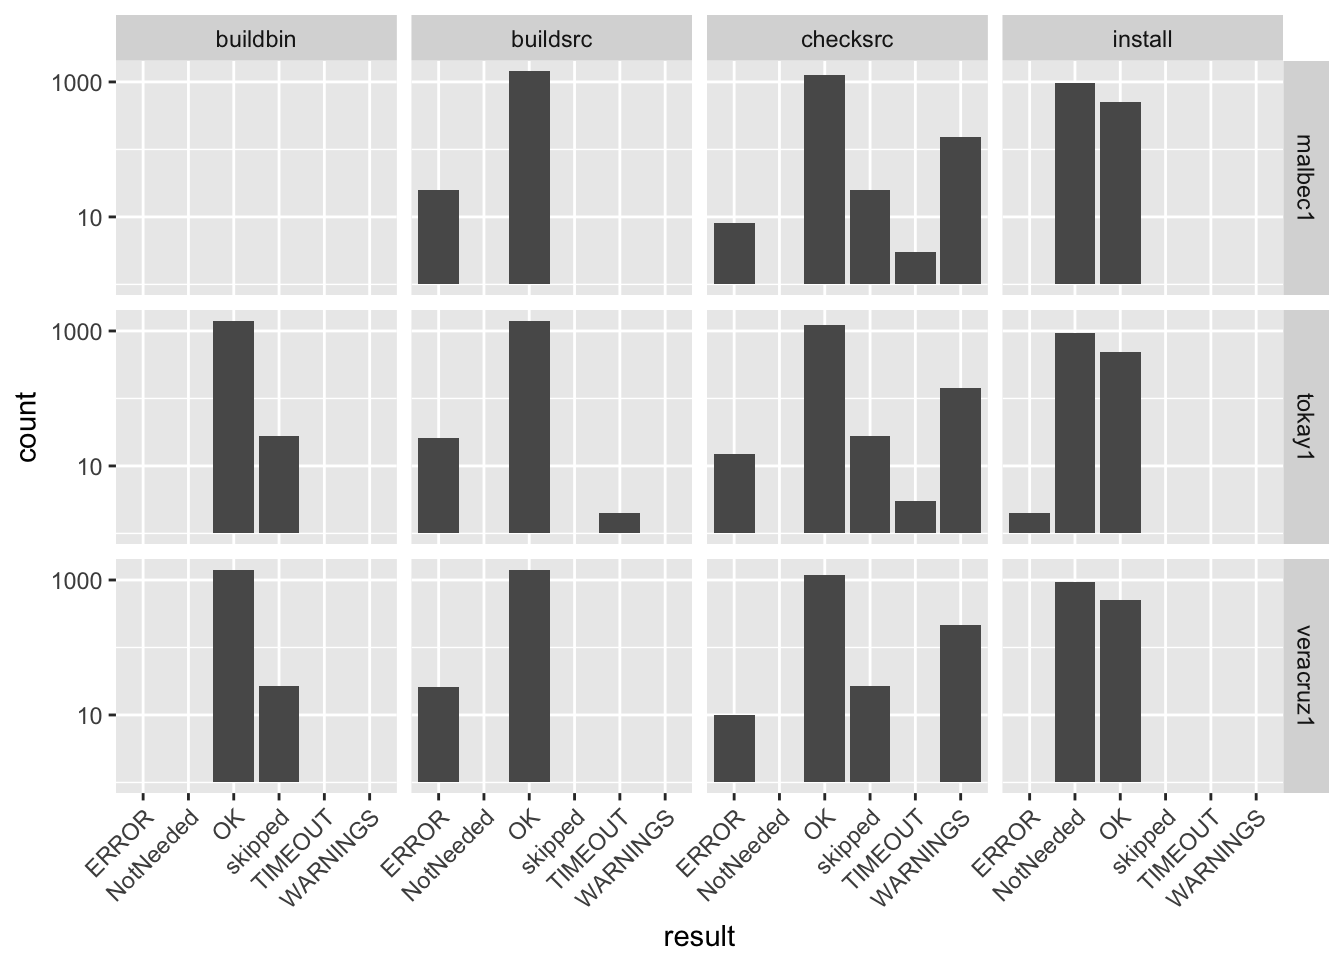 buildbin buildsrc checksrc install
1000
10
malbec1
1000
10
tokay1
1000
10
veracruz1
count
ERROR NotNeeded OK skipped TIMEOUT WARNINGS ERROR NotNeeded OK skipped TIMEOUT WARNINGS ERROR NotNeeded OK skipped TIMEOUT WARNINGS ERROR NotNeeded OK skipped TIMEOUT WARNINGS
result